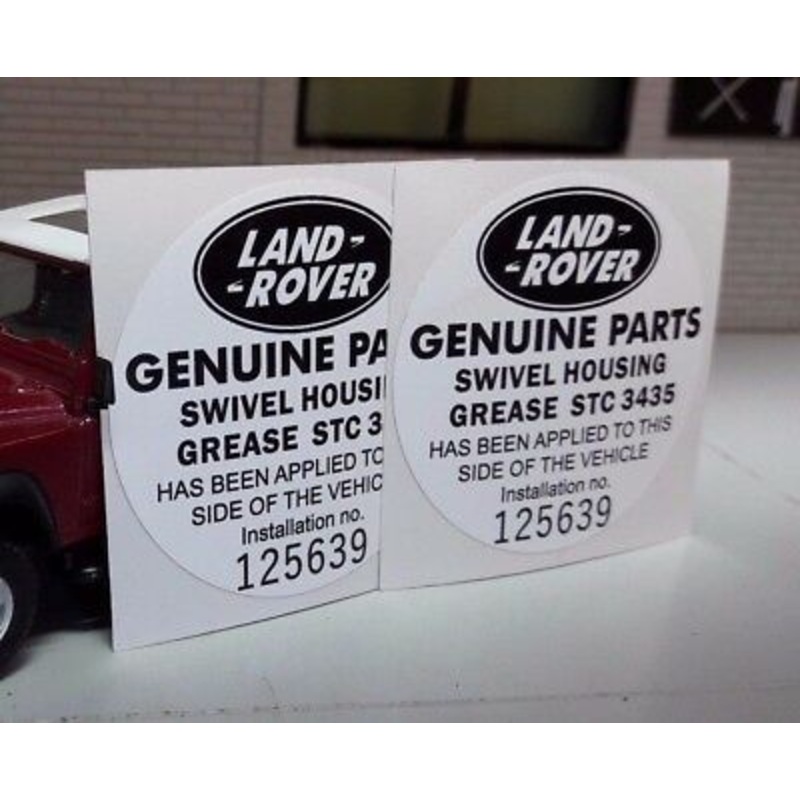 LAND-
-ROVER
GENUINE PA
SWIVEL HOUSI
GREASE STC 3
HAS BEEN APPLIED TO
SIDE OF THE VEHIC
Installation no.
125639
LAND-
-ROVER
GENUINE PARTS
SWIVEL HOUSING
GREASE STC 3435
HAS BEEN APPLIED TO THIS
SIDE OF THE VEHICLE
Installation no.
125639